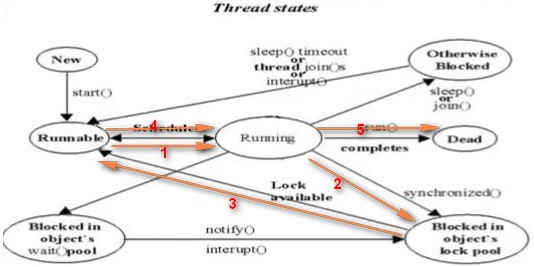 Thread states
New
start()
sleep() timeout
or
thread join()s
or
interupt()
Otherwise
Blocked
sleep()
or
join()
Runnable
4
1
Running
5
completes
Dead
Lock
available
2
3
synchronized()
Blocked in
object's
wait()pool
notify()
interupt()
Blocked in
object's
lock pool